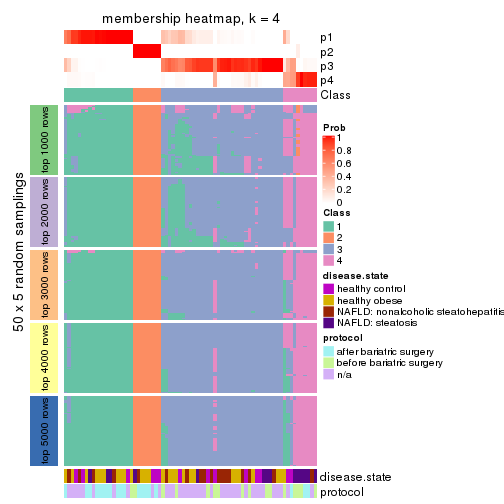 membership heatmap, k = 4
p1
p2
p3
p4
Class
50 x 5 random samplings
top 1000 rows
top 2000 rows
top 3000 rows
top 4000 rows
top 5000 rows
Prob
1
0.8
0.6
0.4
0.2
0
Class
1
2
3
4
disease.state
healthy control
healthy obese
NAFLD: nonalcoholic steatohepatitis
NAFLD: steatosis
protocol
after bariatric surgery
before bariatric surgery
n/a
disease.state
protocol